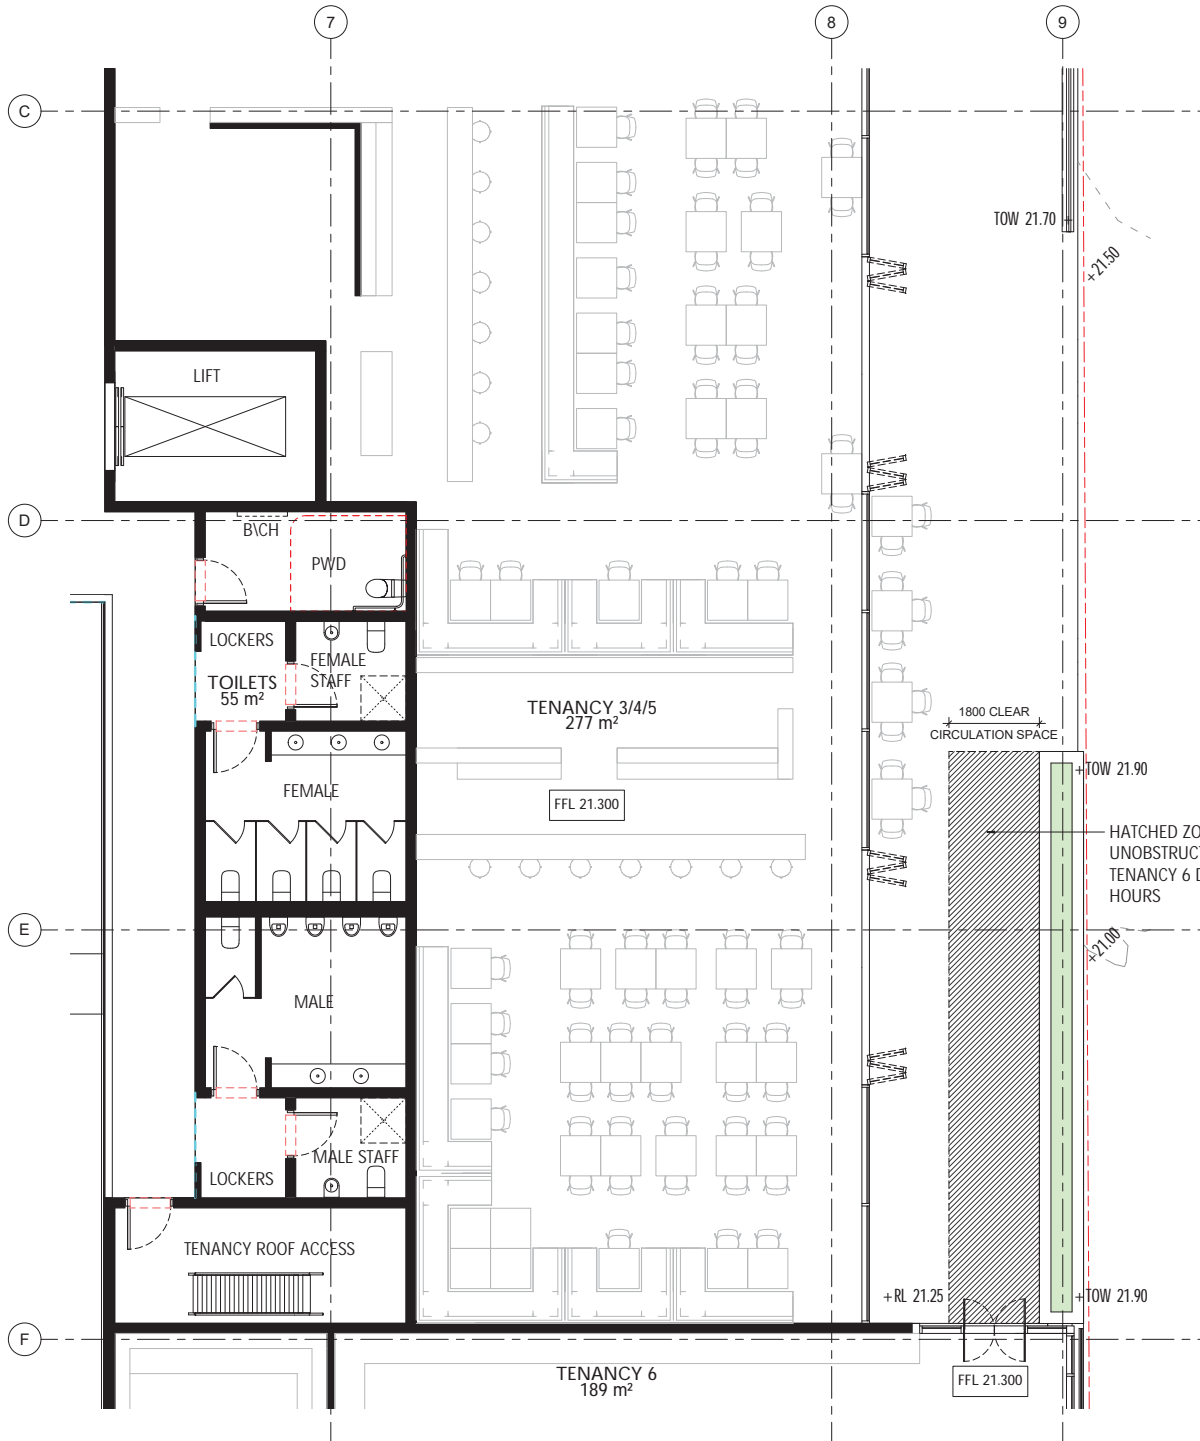 7
8
9
C
TOW 21.70
+21.50
LIFT
D
B\CH
PWD
LOCKERS
FEMALE
STAFF
TOILETS
55 m²
TENANCY 3/4/5
277 m²
1800 CLEAR
CIRCULATION SPACE
+TOW 21.90
FEMALE
FFL 21.300
HATCHED ZO
UNOBSTRUCT
TENANCY 6 D
HOURS
E
+21.00
MALE
MALE STAFF
LOCKERS
TENANCY ROOF ACCESS
+RL 21.25
+TOW 21.90
F
TENANCY 6
189 m²
FFL 21.300